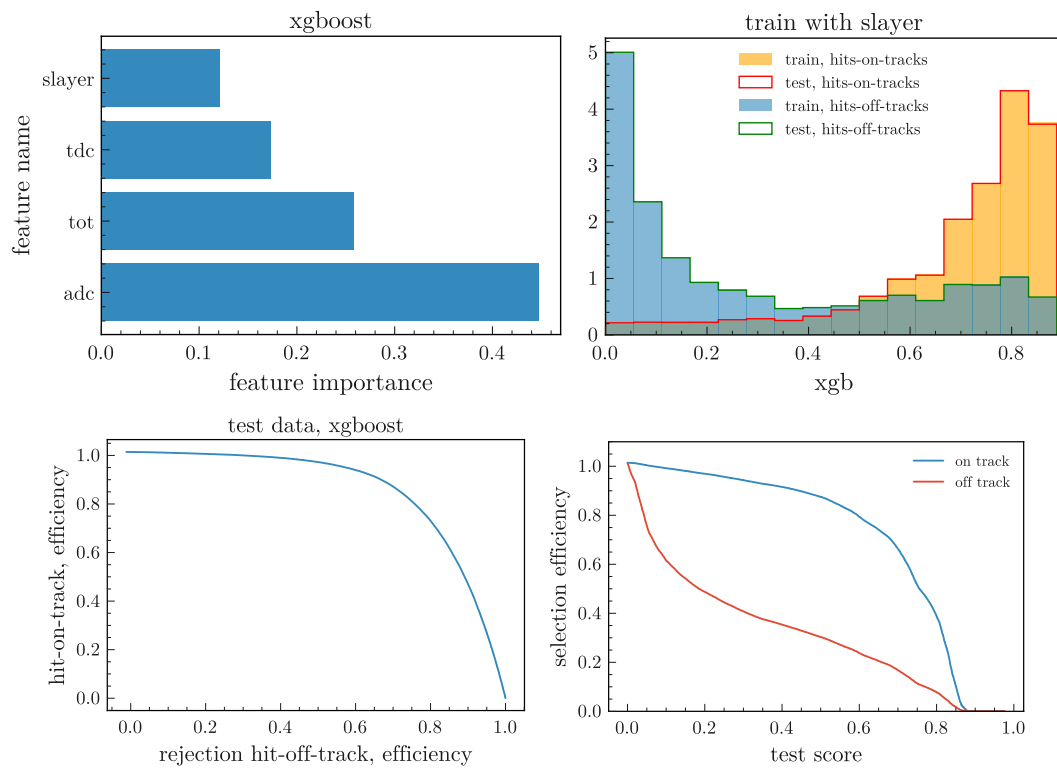 xgboost
feature name
slayer
tdc
tot
adc
0.0 0.1 0.2 0.3 0.4
feature importance
train with slayer
train, hits-on-tracks
test, hits-on-tracks
train, hits-off-tracks
test, hits-off-tracks
5
4
3
2
1
0
0.0 0.2 0.4 0.6 0.8
xgb
test data, xgboost
hit-on-track, efficiency
1.0
0.8
0.6
0.4
0.2
0.0
0.0 0.2 0.4 0.6 0.8 1.0
rejection hit-off-track, efficiency
on track
off track
selection efficiency
1.0
0.8
0.6
0.4
0.2
0.0
0.0 0.2 0.4 0.6 0.8 1.0
test score